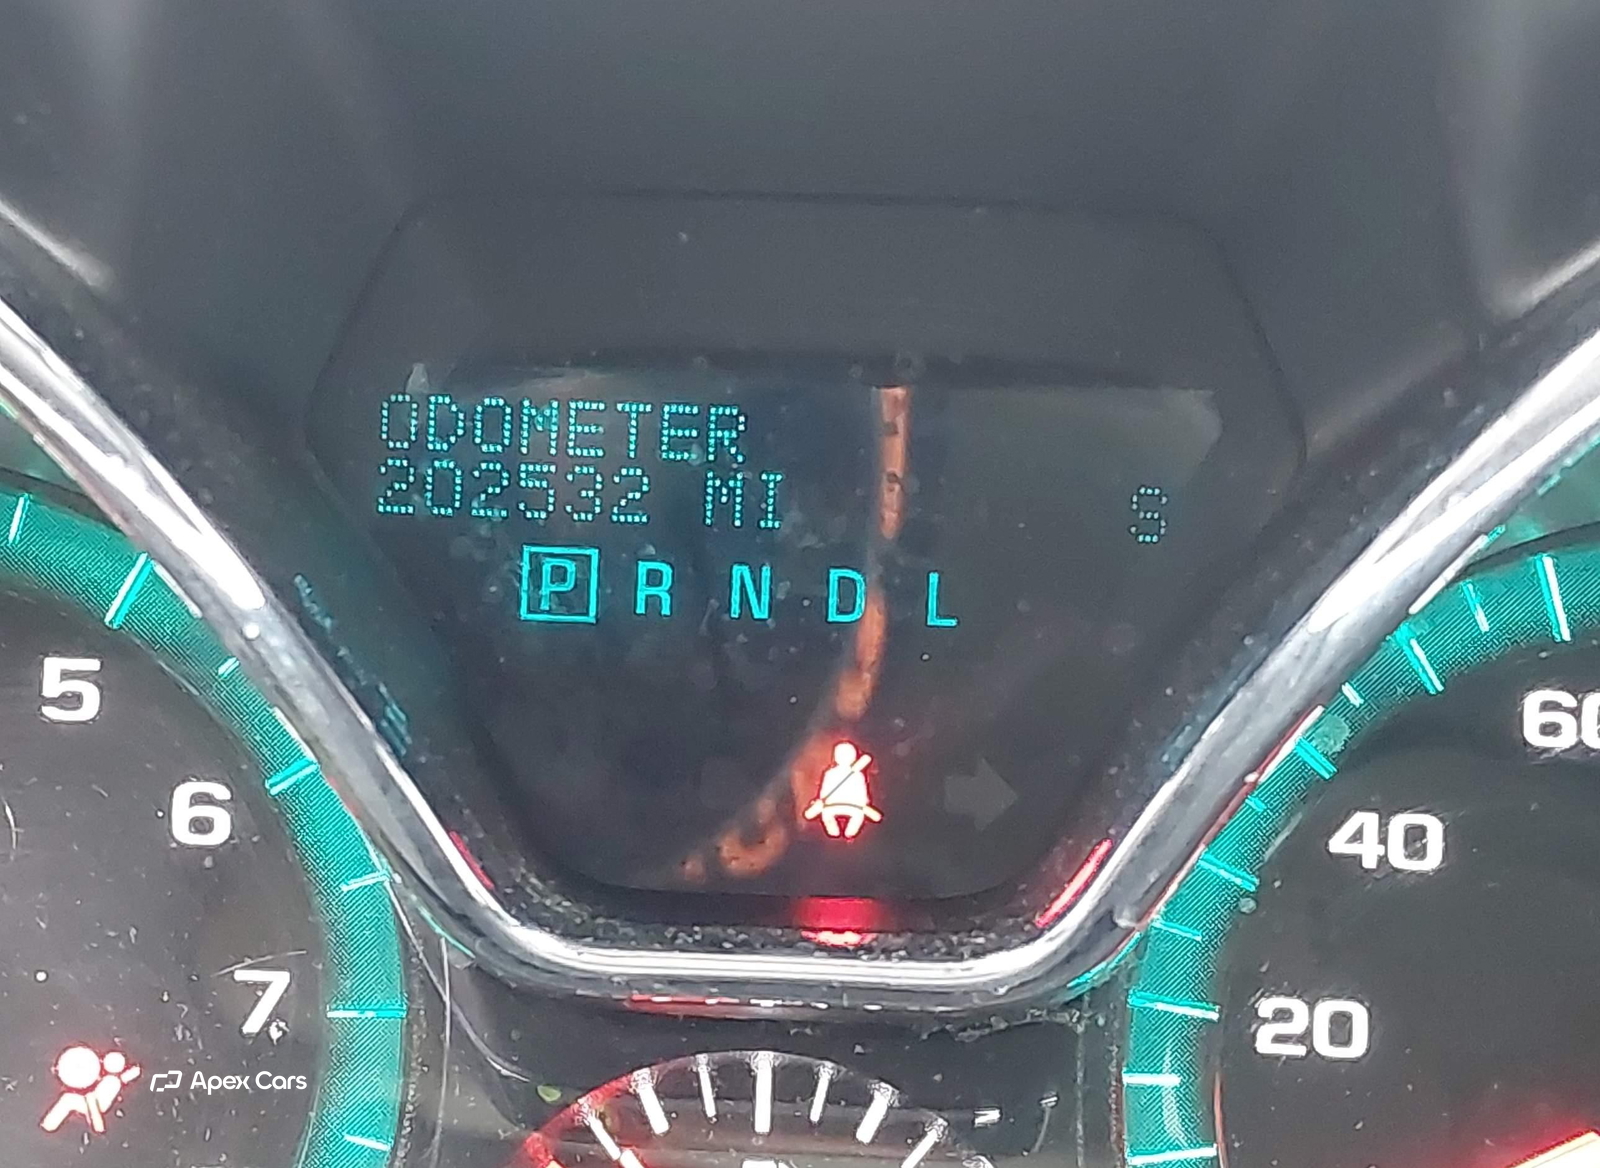 ODOMETER
202532 MI
S
P R N D L
5
6
7
60
40
20
Apex Cars